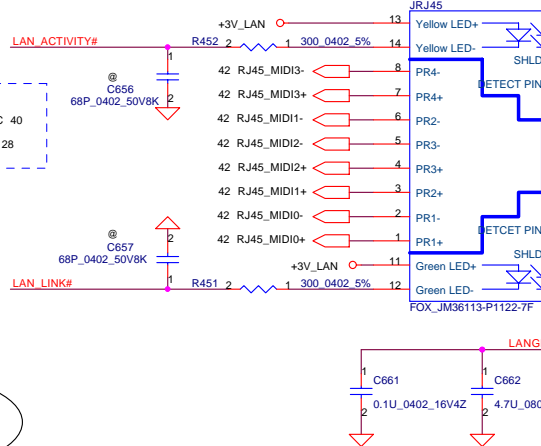 JRJ45
+3V_LAN 13 Yellow LED+
LAN_ACTIVITY# R452 2 1 300_0402_5% 14 Yellow LED-
SHLD
1 42 RJ45_MIDI3- 8 PR4-
DETECT PIN
@
C656
68P_0402_50V8K 2
42 RJ45_MIDI3+ 7 PR4+
C 40
42 RJ45_MIDI1- 6 PR2-
28
42 RJ45_MIDI2- 5 PR3-
42 RJ45_MIDI2+ 4 PR3+
42 RJ45_MIDI1+ 3 PR2+
42 RJ45_MIDI0- 2 PR1-
DETCET PIN
@
C657
68P_0402_50V8K
2
1
42 RJ45_MIDI0+ 1 PR1+
SHLD
+3V_LAN 11 Green LED+
LAN_LINK# R451 2 1 300_0402_5% 12 Green LED-
FOX_JM36113-P1122-7F
LANG
1 C661 1 C662
0.1U_0402_16V4Z 4.7U_080
2 2